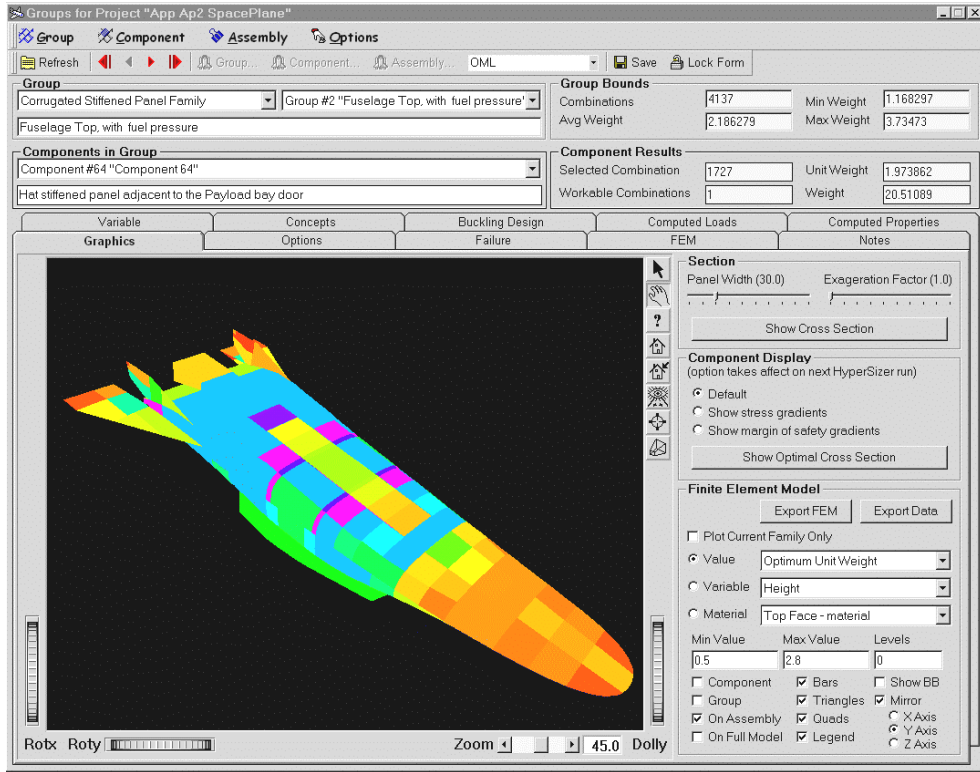 Groups for Project "App Ap2 SpacePlane"
Group Component Assembly Options
Refresh Group... Component... Assembly... OML Save Lock Form
Group
Corrugated Stiffened Panel Family Group #2 "Fuselage Top, with fuel pressure"
Fuselage Top, with fuel pressure
Group Bounds
Combinations 4137 Min Weight 1.168297
Avg Weight 2.186279 Max Weight 3.73473
Components in Group
Component #64 "Component 64"
Hat stiffened panel adjacent to the Payload bay door
Component Results
Selected Combination 1727 Unit Weight 1.973862
Workable Combinations 1 Weight 20.51089
Variable Concepts Buckling Design Computed Loads Computed Properties
Graphics Options Failure FEM Notes
Section
Panel Width (30.0) Exageration Factor (1.0)
Show Cross Section
Component Display
(option takes affect on next HyperSizer run)
Default
Show stress gradients
Show margin of safety gradients
Show Optimal Cross Section
Finite Element Model
Export FEM Export Data
Plot Current Family Only
Value Optimum Unit Weight
Variable Height
Material Top Face - material
Min Value Max Value Levels
0.5 2.8 0
Component Bars Show BB
Group Triangles Mirror
On Assembly Quads X Axis
On Full Model Legend Y Axis
Z Axis
Rotx Roty Zoom 45.0 Dolly